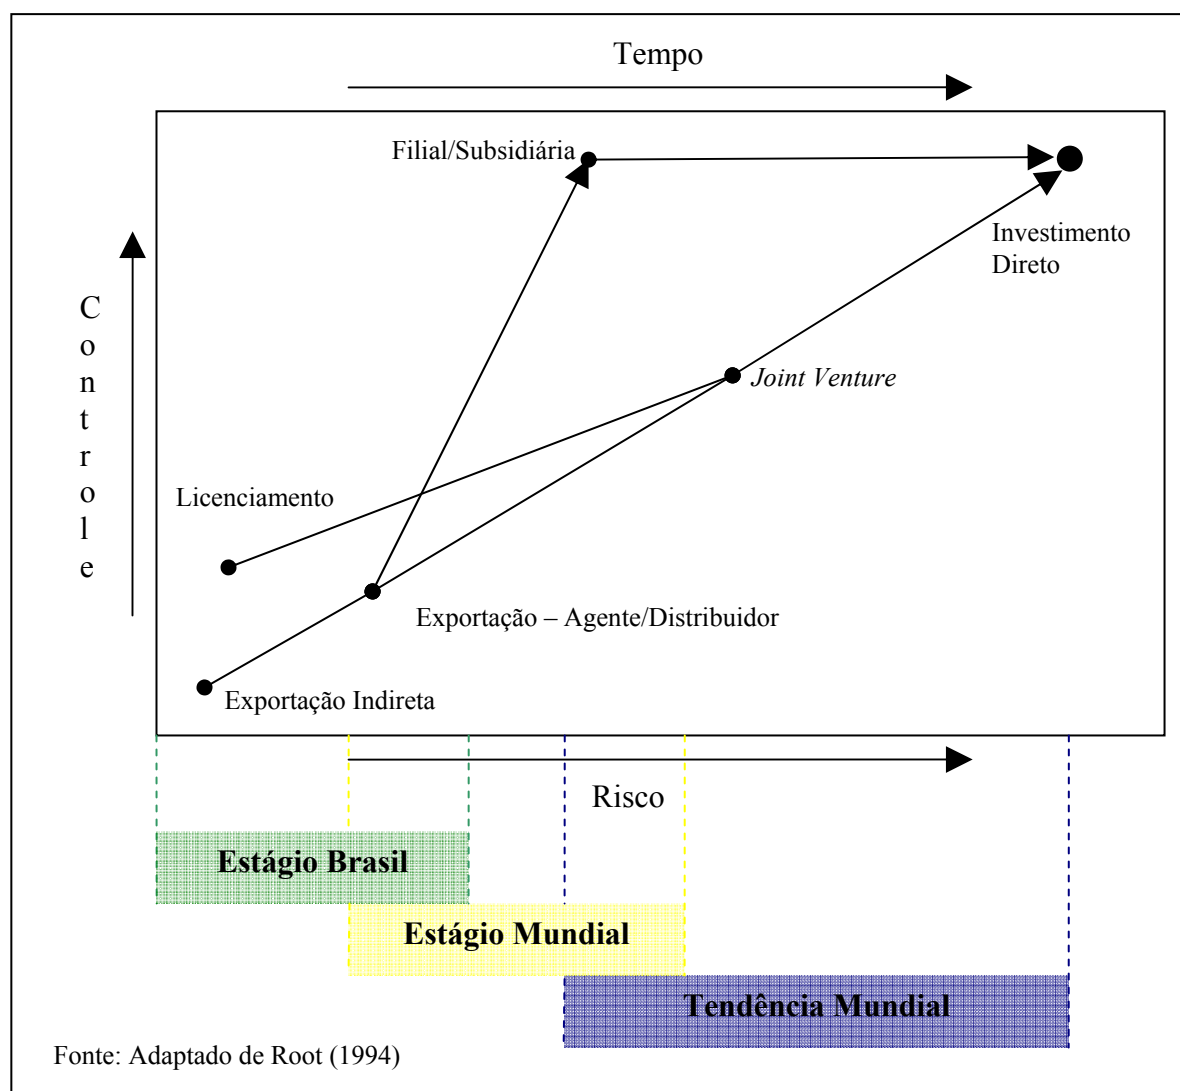 Tempo
Filial/Subsidiária
Investimento
Direto
Controle
Joint Venture
Licenciamento
Exportação – Agente/Distribuidor
Exportação Indireta
Risco
Estágio Brasil
Estágio Mundial
Tendência Mundial
Fonte: Adaptado de Root (1994)